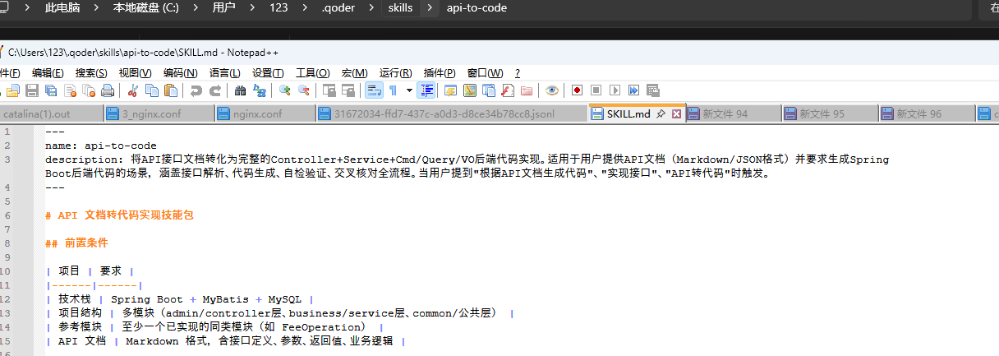 此电脑 > 本地磁盘 (C:) > 用户 > 123 > .qoder > skills > api-to-code
C:\Users\123\.qoder\skills\api-to-code\SKILL.md - Notepad++
件(F) 编辑(E) 搜索(S) 视图(V) 编码(N) 语言(L) 设置(T) 工具(O) 宏(M) 运行(R) 插件(P) 窗口(W) ?
catalina(1).out 3_nginx.conf nginx.conf 31672034-ffd7-437c-a0d3-d8ce34b78cc8.jsonl SKILL.md 新文件 94 新文件 95 新文件 96
1 ---
2 name: api-to-code
3 description: 将API接口文档转化为完整的Controller+Service+Cmd/Query/VO后端代码实现。适用于用户提供API文档（Markdown/JSON格式）并要求生成Spring
Boot后端代码的场景，涵盖接口解析、代码生成、自检验证、交叉核对全流程。当用户提到"根据API文档生成代码"、"实现接口"、"API转代码"时触发。
4 ---
5
6 # API 文档转代码实现技能包
7
8 ## 前置条件
9
10 | 项目 | 要求 |
11 |------|------|
12 | 技术栈 | Spring Boot + MyBatis + MySQL |
13 | 项目结构 | 多模块（admin/controller层、business/service层、common/公共层） |
14 | 参考模块 | 至少一个已实现的同类模块（如 FeeOperation） |
15 | API 文档 | Markdown 格式，含接口定义、参数、返回值、业务逻辑 |